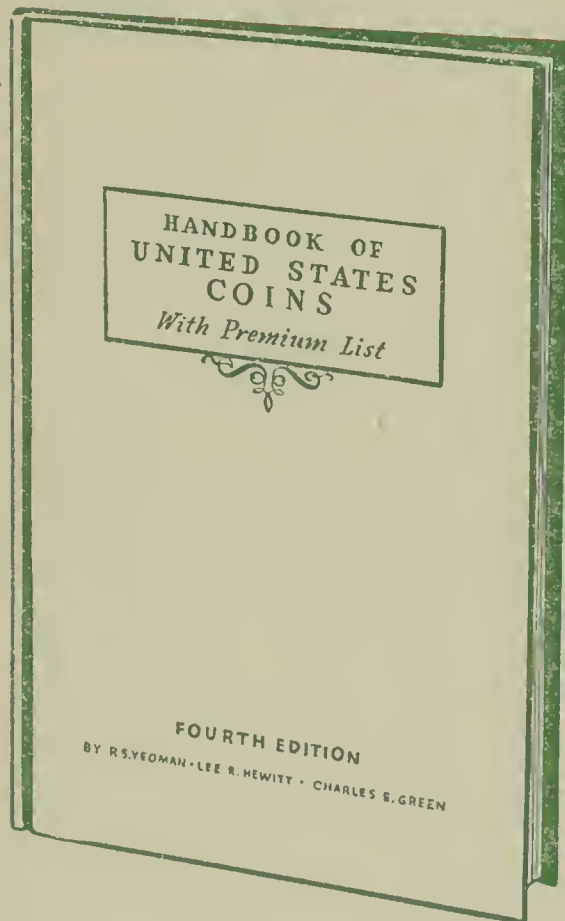 HANDBOOK OF
UNITED STATES
COINS
With Premium List
FOURTH EDITION
BY R.S.YEOMAN · LEE R. HEWITT · CHARLES E. GREEN